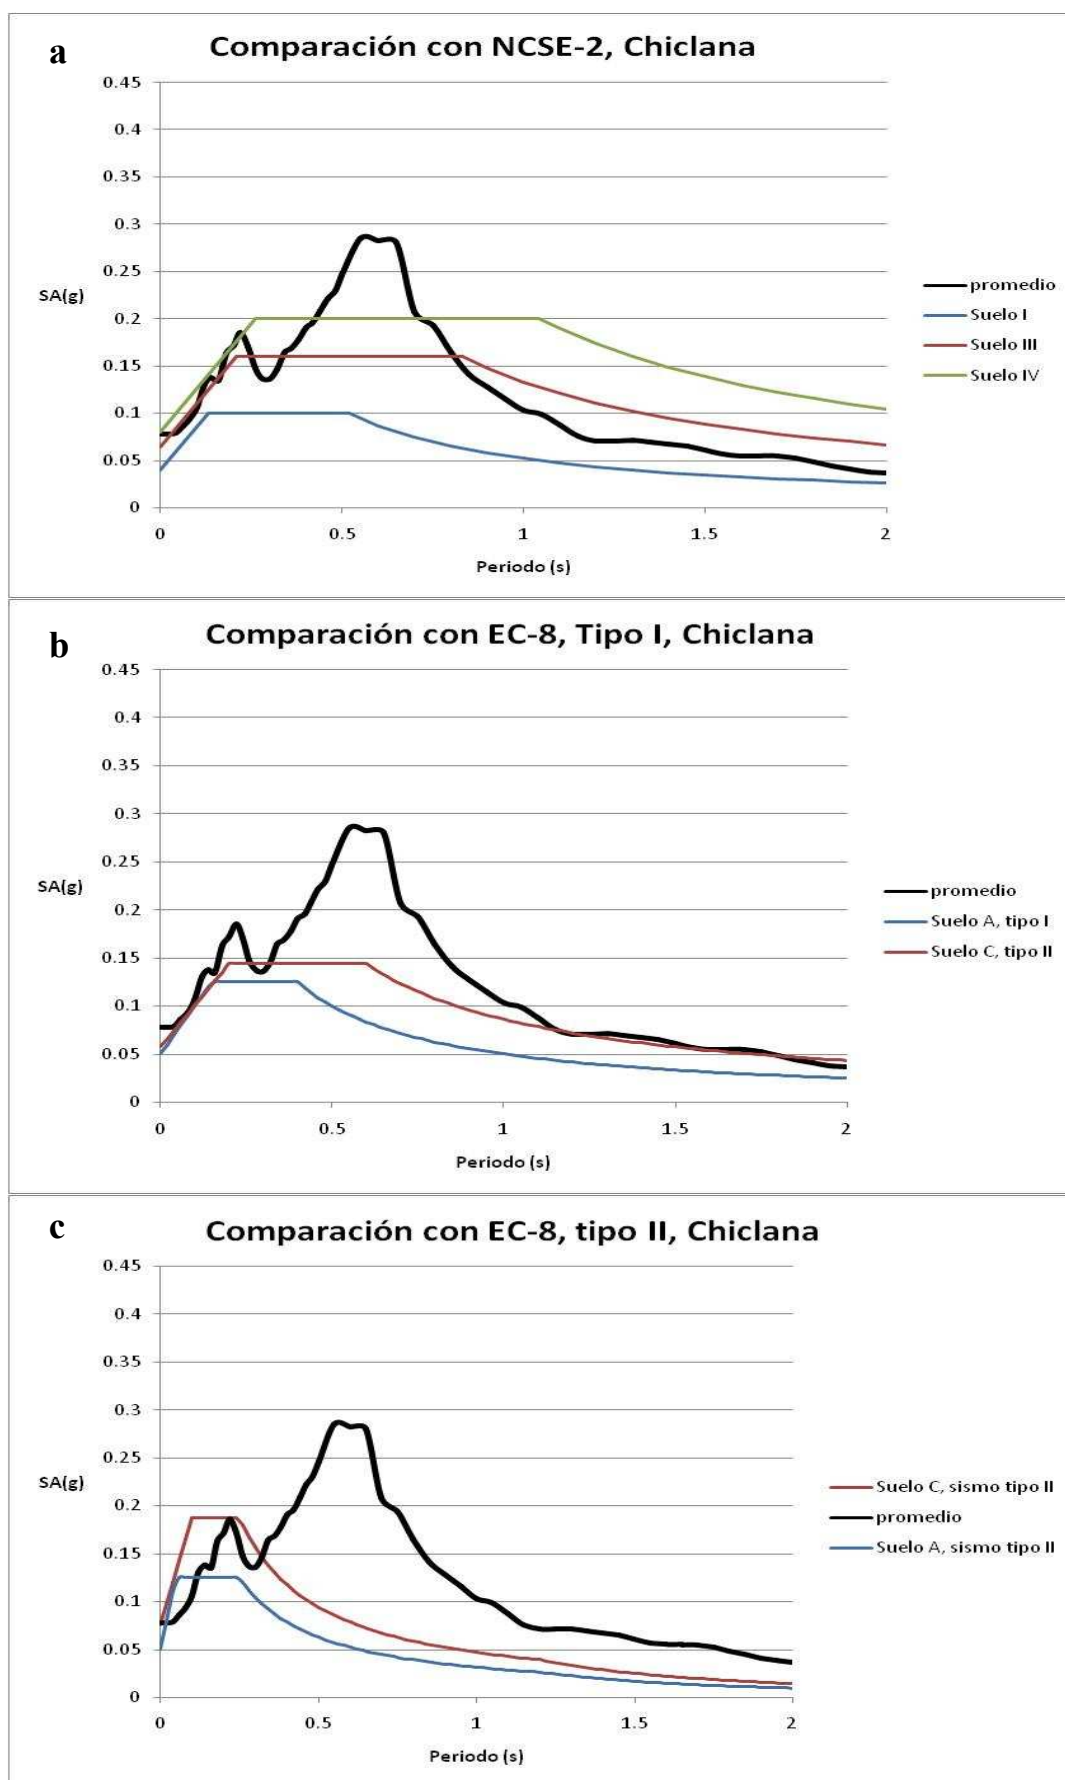 a
Comparación con NCSE-2, Chiclana
0.45
0.4
0.35
0.3
0.25
0.2
0.15
0.1
0.05
0
SA(g)
0 0.5 1 1.5 2
Periodo (s)
promedio
Suelo I
Suelo III
Suelo IV
b
Comparación con EC-8, Tipo I, Chiclana
0.45
0.4
0.35
0.3
0.25
0.2
0.15
0.1
0.05
0
SA(g)
0 0.5 1 1.5 2
Periodo (s)
promedio
Suelo A, tipo I
Suelo C, tipo II
c
Comparación con EC-8, tipo II, Chiclana
0.45
0.4
0.35
0.3
0.25
0.2
0.15
0.1
0.05
0
SA(g)
0 0.5 1 1.5 2
Periodo (s)
Suelo C, sismo tipo II
promedio
Suelo A, sismo tipo II